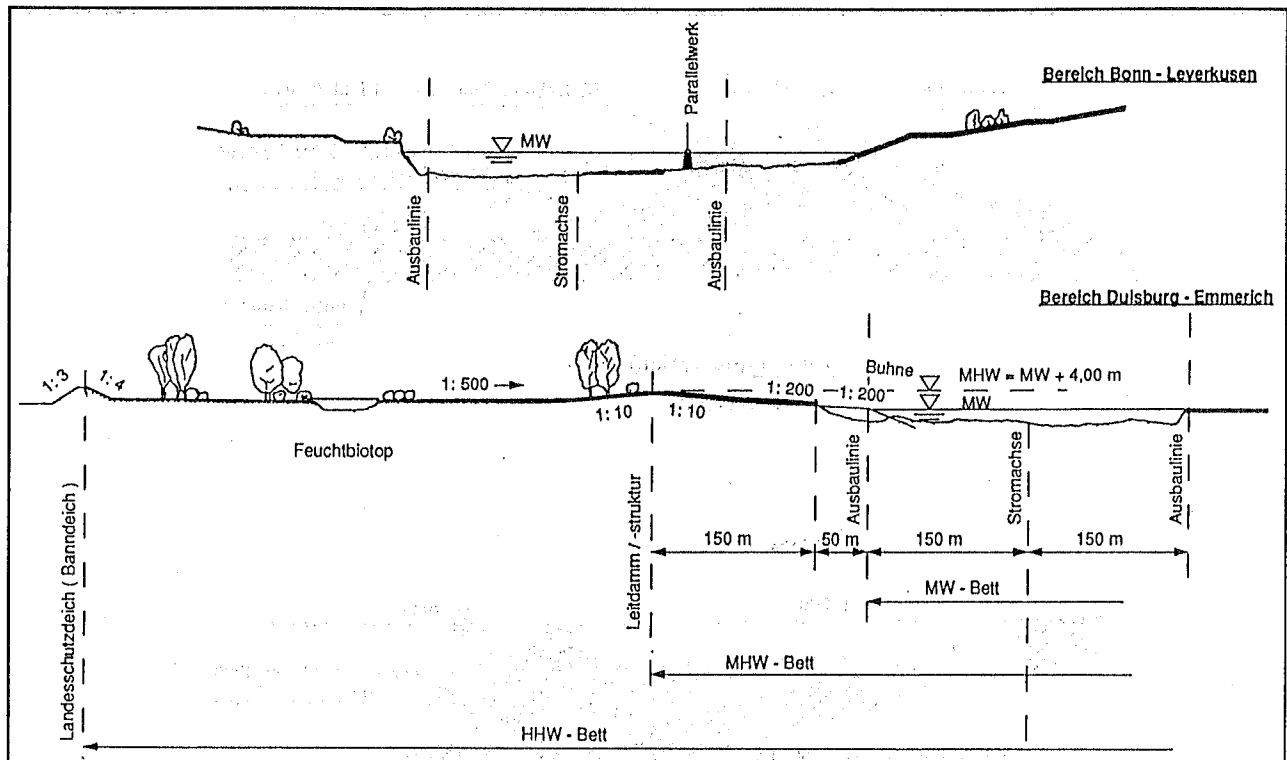 Bereich Bonn - Leverkusen
Parallelwerk
MW
Ausbaulinie
Stromachse
Ausbaulinie
Bereich Duisburg - Emmerich
1:3
1:4
1: 500
1:10
1:10
1:200
1:200
Buhne
MHW = MW + 4,00 m
MW
Feuchtbiotop
Landesschutzdeich ( Banndeich )
Leitdamm / -struktur
Ausbaulinie
Stromachse
Ausbaulinie
150 m
50 m
150 m
150 m
MW - Bett
MHW - Bett
HHW - Bett